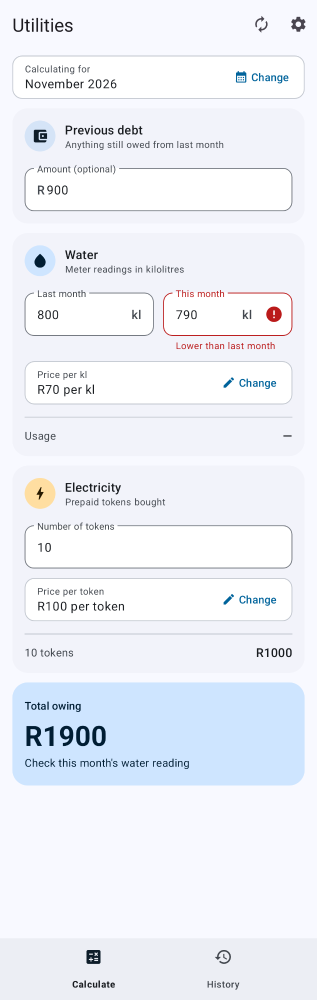 Utilities
Calculating for
November 2026
Change
Previous debt
Anything still owed from last month
Amount (optional)
R 900
Water
Meter readings in kilolitres
Last month
800 kl
This month
790 kl
Lower than last month
Price per kl
R70 per kl
Change
Usage –
Electricity
Prepaid tokens bought
Number of tokens
10
Price per token
R100 per token
Change
10 tokens R1000
Total owing
R1900
Check this month's water reading
Calculate
History